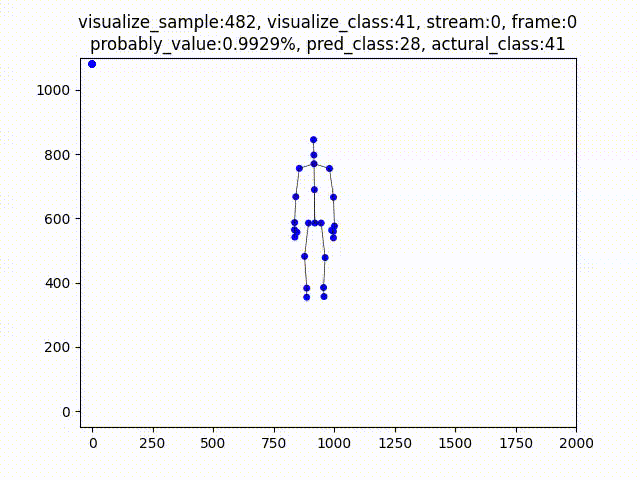 visualize_sample:482, visualize_class:41, stream:0, frame:0
probably_value:0.9929%, pred_class:28, actural_class:41
1000
800
600
400
200
0
0 250 500 750 1000 1250 1500 1750 2000